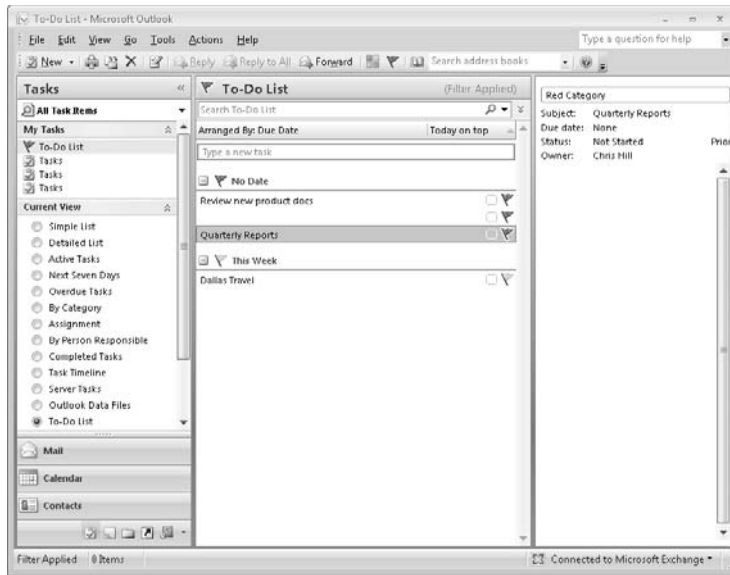 To-Do List - Microsoft Outlook
File Edit View Go Tools Actions Help
Type a question for help
New Reply Reply to All Forward Search address books
Tasks
All Task Items
My Tasks
To-Do List
Tasks
Tasks
Tasks
Current View
Simple List
Detailed List
Active Tasks
Next Seven Days
Overdue Tasks
By Category
Assignment
By Person Responsible
Completed Tasks
Task Timeline
Server Tasks
Outlook Data Files
To-Do List
Mail
Calendar
Contacts
To-Do List (Filter Applied)
Search To-Do List
Arranged By: Due Date Today on top
Type a new task
No Date
Review new product docs
Quarterly Reports
This Week
Dallas Travel
Red Category
Subject: Quarterly Reports
Due date: None
Status: Not Started Prior
Owner: Chris Hill
Filter Applied 0 Items
Connected to Microsoft Exchange